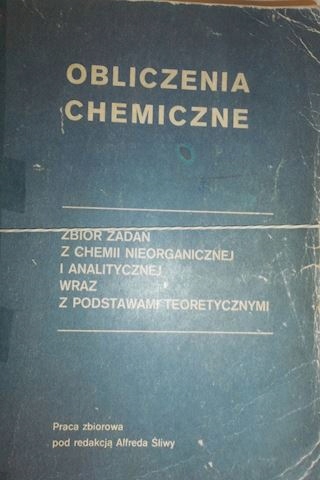 OBLICZENIA
CHEMICZNE
ZBIÓR ZADAŃ
Z CHEMII NIEORGANICZNEJ
I ANALITYCZNEJ
WRAZ
Z PODSTAWAMI TEORETYCZNYMI
Praca zbiorowa
pod redakcją Alfreda Śliwy